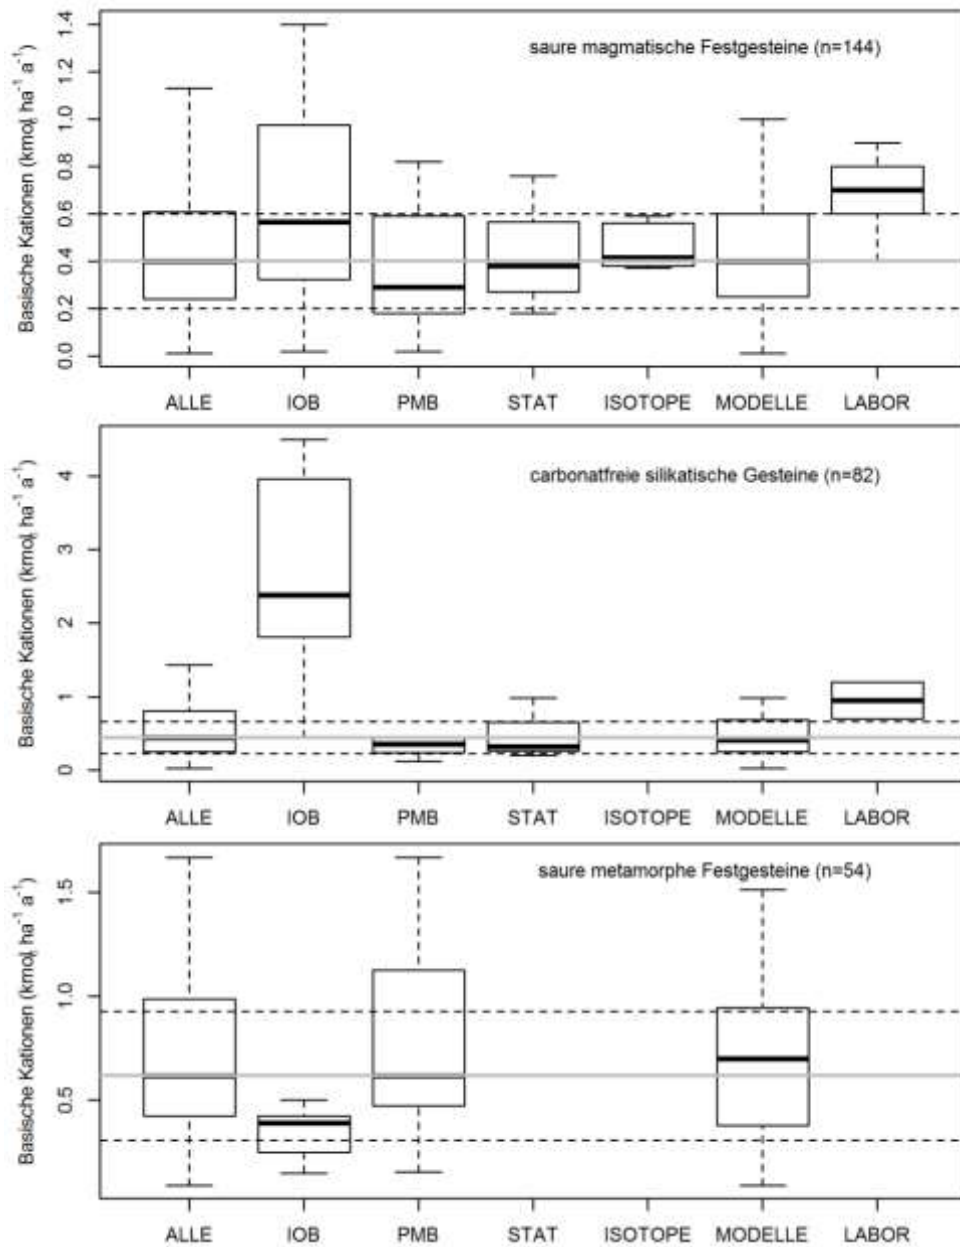 saure magmatische Festgesteine (n=144)
Basische Kationen (kmolc ha-1 a-1)
1.4
1.2
1.0
0.8
0.6
0.4
0.2
0.0
ALLE IOB PMB STAT ISOTOPE MODELLE LABOR
carbonatfreie silikatische Gesteine (n=82)
Basische Kationen (kmolc ha-1 a-1)
4
3
2
1
0
ALLE IOB PMB STAT ISOTOPE MODELLE LABOR
saure metamorphe Festgesteine (n=54)
Basische Kationen (kmolc ha-1 a-1)
1.5
1.0
0.5
ALLE IOB PMB STAT ISOTOPE MODELLE LABOR